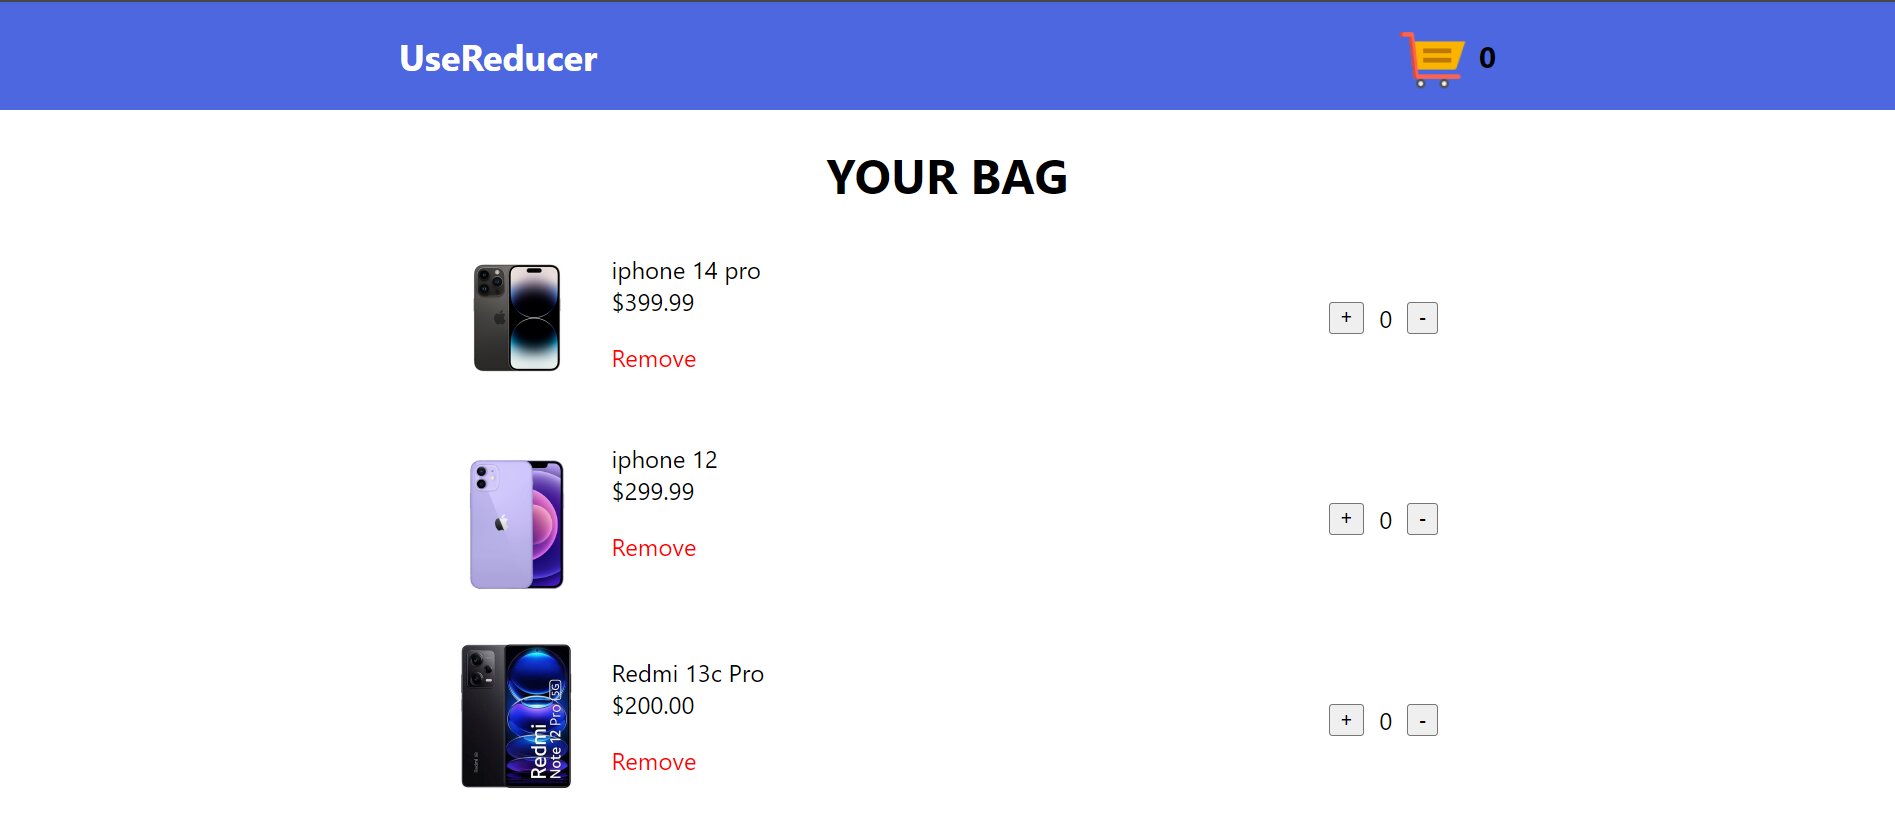 UseReducer
0
YOUR BAG
iphone 14 pro
$399.99
+ 0 -
Remove
iphone 12
$299.99
+ 0 -
Remove
Redmi
Note 12 Pro 5G
Redmi 13c Pro
$200.00
+ 0 -
Remove